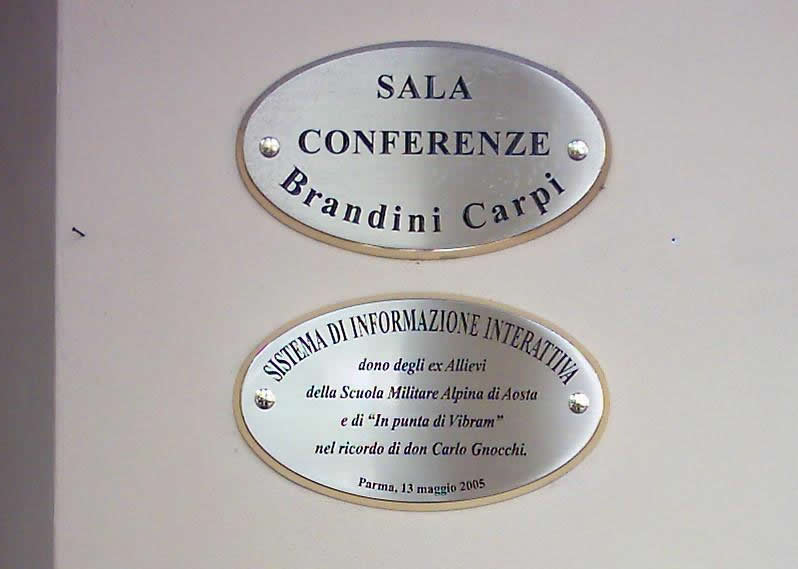 SALA
CONFERENZE
Brandini Carpi
SISTEMA DI INFORMAZIONE INTERATTIVA
dono degli ex Allievi
della Scuola Militare Alpina di Aosta
e di “In punta di Vibram”
nel ricordo di don Carlo Gnocchi.
Parma, 13 maggio 2005